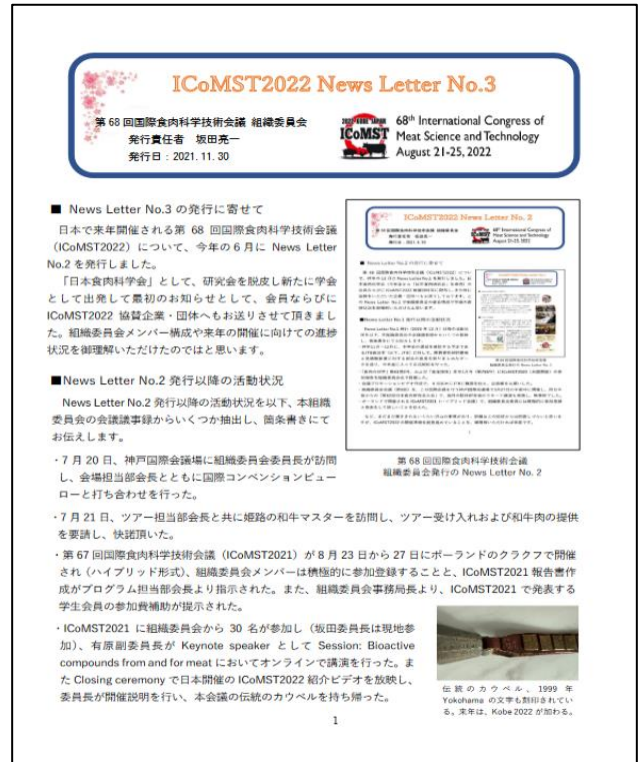 ICoMST2022 News Letter No.3
第 68 回国際食肉科学技術会議 組織委員会
発行責任者 坂田亮一
発行日：2021.11.30
2022 KOBE JAPAN
ICoMST
68th International Congress of
Meat Science and Technology
August 21-25, 2022
■ News Letter No.3 の発行に寄せて
日本で来年開催される第 68 回国際食肉科学技術会議
（ICoMST2022）について、今年の 6 月に News Letter
No.2 を発行しました。
「日本食肉科学会」として、研究会を脱皮し新たに学会
として出発して最初のお知らせとして、会員ならびに
ICoMST2022 協賛企業・団体へもお送りさせて頂きまし
た。組織委員会メンバー構成や来年の開催に向けての進捗
状況を御理解いただけたのではと思います。
■News Letter No.2 発行以降の活動状況
News Letter No.2 発行以降の活動状況を以下、本組織
委員会の会議議事録からいくつか抽出し、箇条書きにて
お伝えします。
・7 月 20 日、神戸国際会議場に組織委員会委員長が訪問
し、会場担当部会長とともに国際コンベンションビュー
ローと打ち合わせを行った。
ICoMST2022 News Letter No. 2
第 68 回国際食肉科学技術会議
組織委員会発行の News Letter No. 2
・7 月 21 日、ツアー担当部会長と共に姫路の和牛マスターを訪問し、ツアー受け入れおよび和牛肉の提供
を要請し、快諾頂いた。
・第 67 回国際食肉科学技術会議（ICoMST2021）が 8 月 23 日から 27 日にポーランドのクラクフで開催
され（ハイブリッド形式）、組織委員会メンバーは積極的に参加登録することと、ICoMST2021 報告書作
成がプログラム担当部会長より指示された。また、組織委員会事務局長より、ICoMST2021 で発表する
学生会員の参加費補助が提示された。
・ICoMST2021 に組織委員会から 30 名が参加し（坂田委員長は現地参
加）、有原副委員長が Keynote speaker として Session: Bioactive
compounds from and for meat においてオンラインで講演を行った。ま
た Closing ceremony で日本開催の ICoMST2022 紹介ビデオを放映し、
委員長が開催説明を行い、本会議の伝統のカウベルを持ち帰った。
伝統のカウベル、1999 年
Yokohama の文字も刻印されてい
る。来年は、Kobe 2022 が加わる。
1